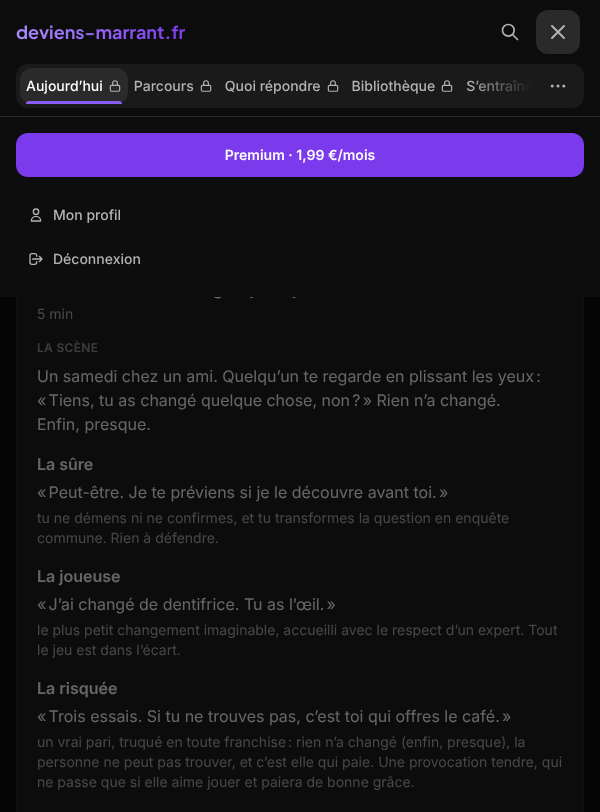 deviens-marrant.fr
Aujourd’hui Parcours Quoi répondre Bibliothèque
Premium · 1,99 €/mois
Mon profil
Déconnexion
5 min
LA SCÈNE
Un samedi chez un ami. Quelqu’un te regarde en plissant les yeux :
« Tiens, tu as changé quelque chose, non ? » Rien n’a changé.
Enfin, presque.
La sûre
« Peut-être. Je te préviens si je le découvre avant toi. »
tu ne démens ni ne confirmes, et tu transformes la question en enquête
commune. Rien à défendre.
La joueuse
« J’ai changé de dentifrice. Tu as l’œil. »
le plus petit changement imaginable, accueilli avec le respect d’un expert. Tout
le jeu est dans l’écart.
La risquée
« Trois essais. Si tu ne trouves pas, c’est toi qui offres le café. »
un vrai pari, truqué en toute franchise : rien n’a changé (enfin, presque), la
personne ne peut pas trouver, et c’est elle qui paie. Une provocation tendre, qui
ne passe que si elle aime jouer et paiera de bonne grâce.